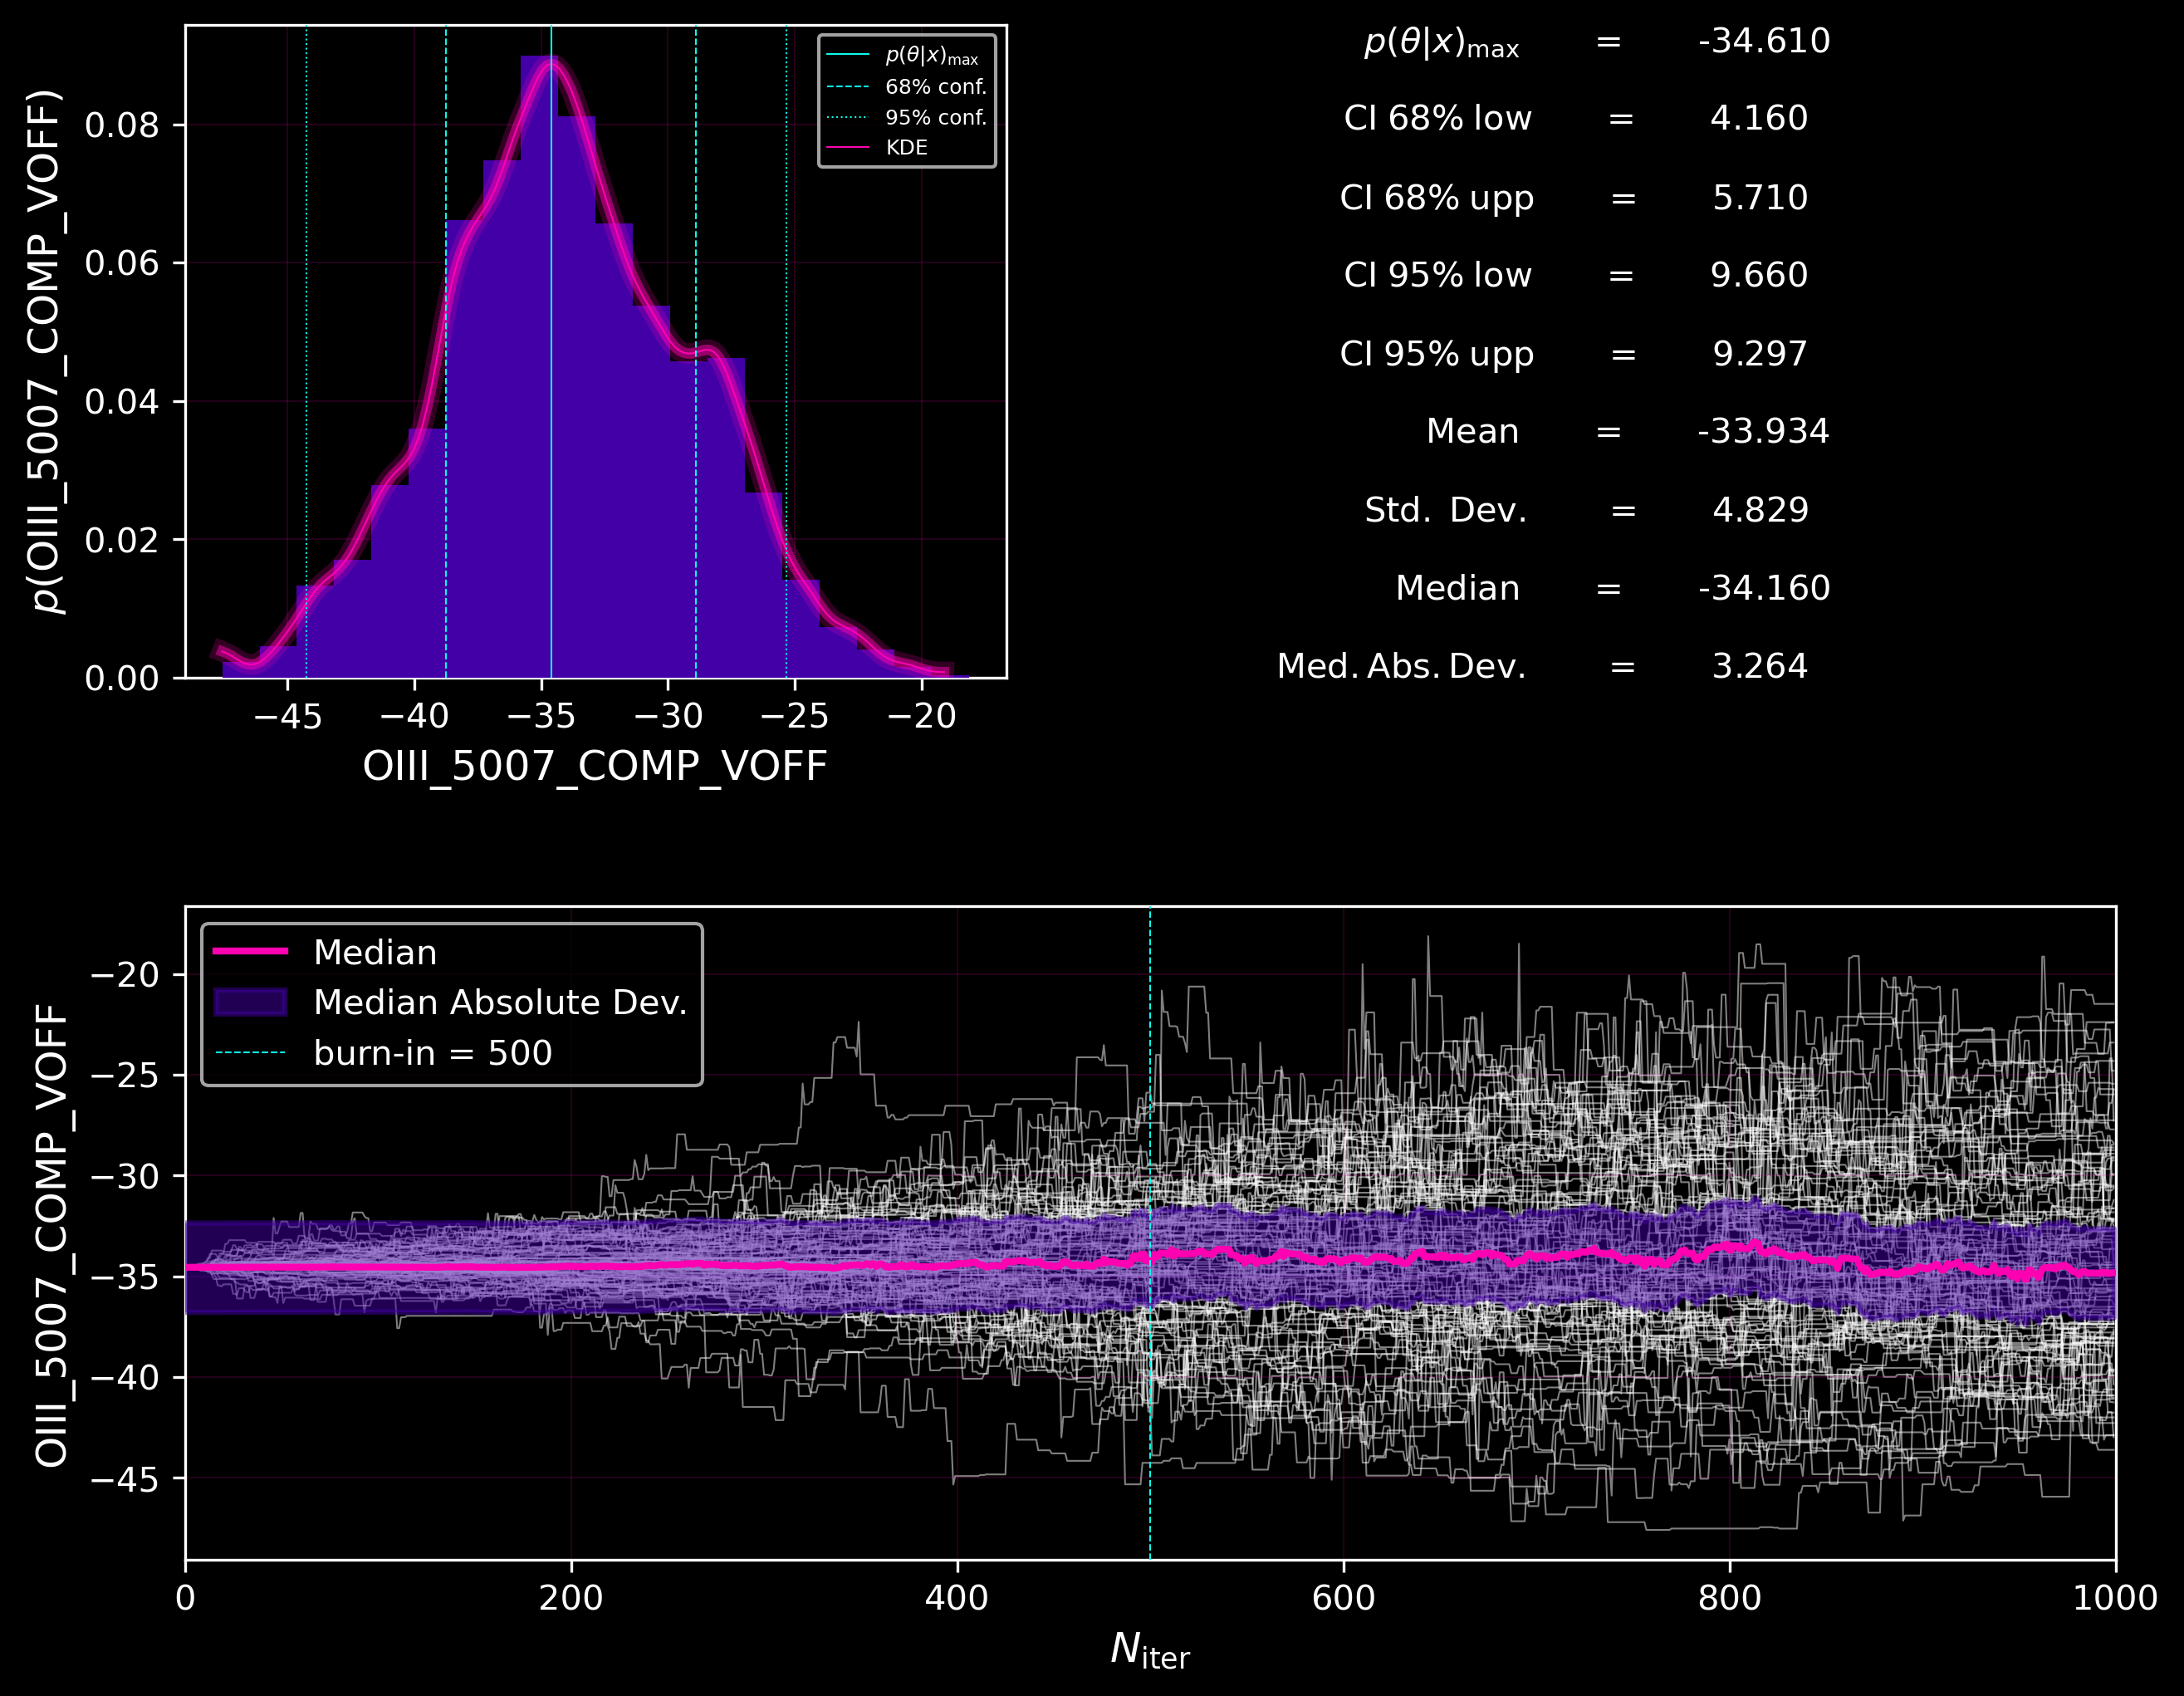 p(OIII_5007_COMP_VOFF)
0.08
0.06
0.04
0.02
0.00
−45 −40 −35 −30 −25 −20
OIII_5007_COMP_VOFF
p(θ|x)max
68% conf.
95% conf.
KDE
p(θ|x)max = -34.610
CI 68% low = 4.160
CI 68% upp = 5.710
CI 95% low = 9.660
CI 95% upp = 9.297
Mean = -33.934
Std. Dev. = 4.829
Median = -34.160
Med. Abs. Dev. = 3.264
OIII_5007_COMP_VOFF
−20
−25
−30
−35
−40
−45
Median
Median Absolute Dev.
burn-in = 500
0 200 400 600 800 1000
Niter